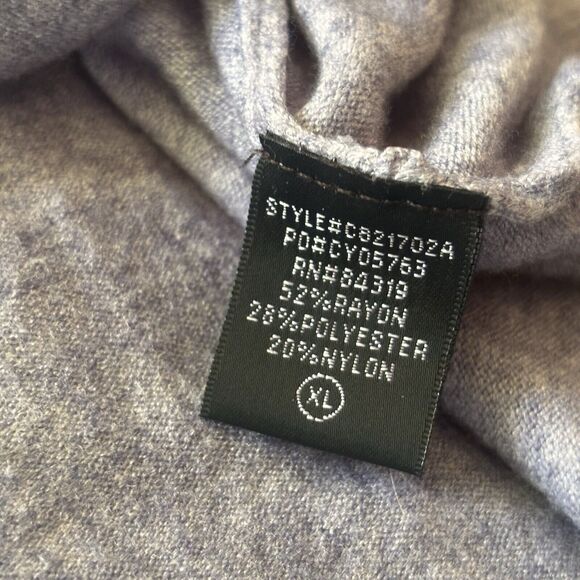 STYLE#C821702A
PO#CY05763
RN#84319
52%RAYON
28%POLYESTER
20%NYLON
XL